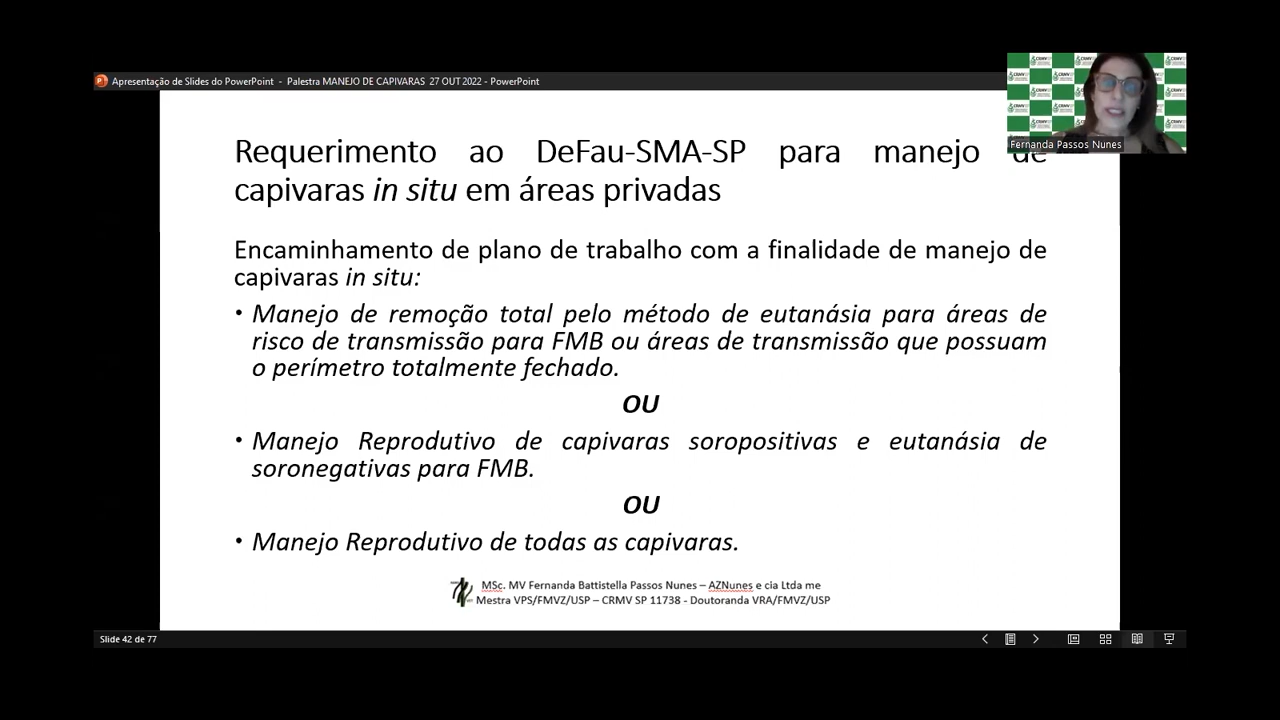 Apresentação de Slides do PowerPoint - Palestra MANEJO DE CAPIVARAS 27 OUT 2022 - PowerPoint
Fernanda Passos Nunes
Requerimento ao DeFau-SMA-SP para manejo de
capivaras in situ em áreas privadas
Encaminhamento de plano de trabalho com a finalidade de manejo de
capivaras in situ:
• Manejo de remoção total pelo método de eutanásia para áreas de
risco de transmissão para FMB ou áreas de transmissão que possuam
o perímetro totalmente fechado.
OU
• Manejo Reprodutivo de capivaras soropositivas e eutanásia de
soronegativas para FMB.
OU
• Manejo Reprodutivo de todas as capivaras.
MSc. MV Fernanda Battistella Passos Nunes – AZNunes e cia Ltda me
Mestra VPS/FMVZ/USP – CRMV SP 11738 - Doutoranda VRA/FMVZ/USP
Slide 42 de 77